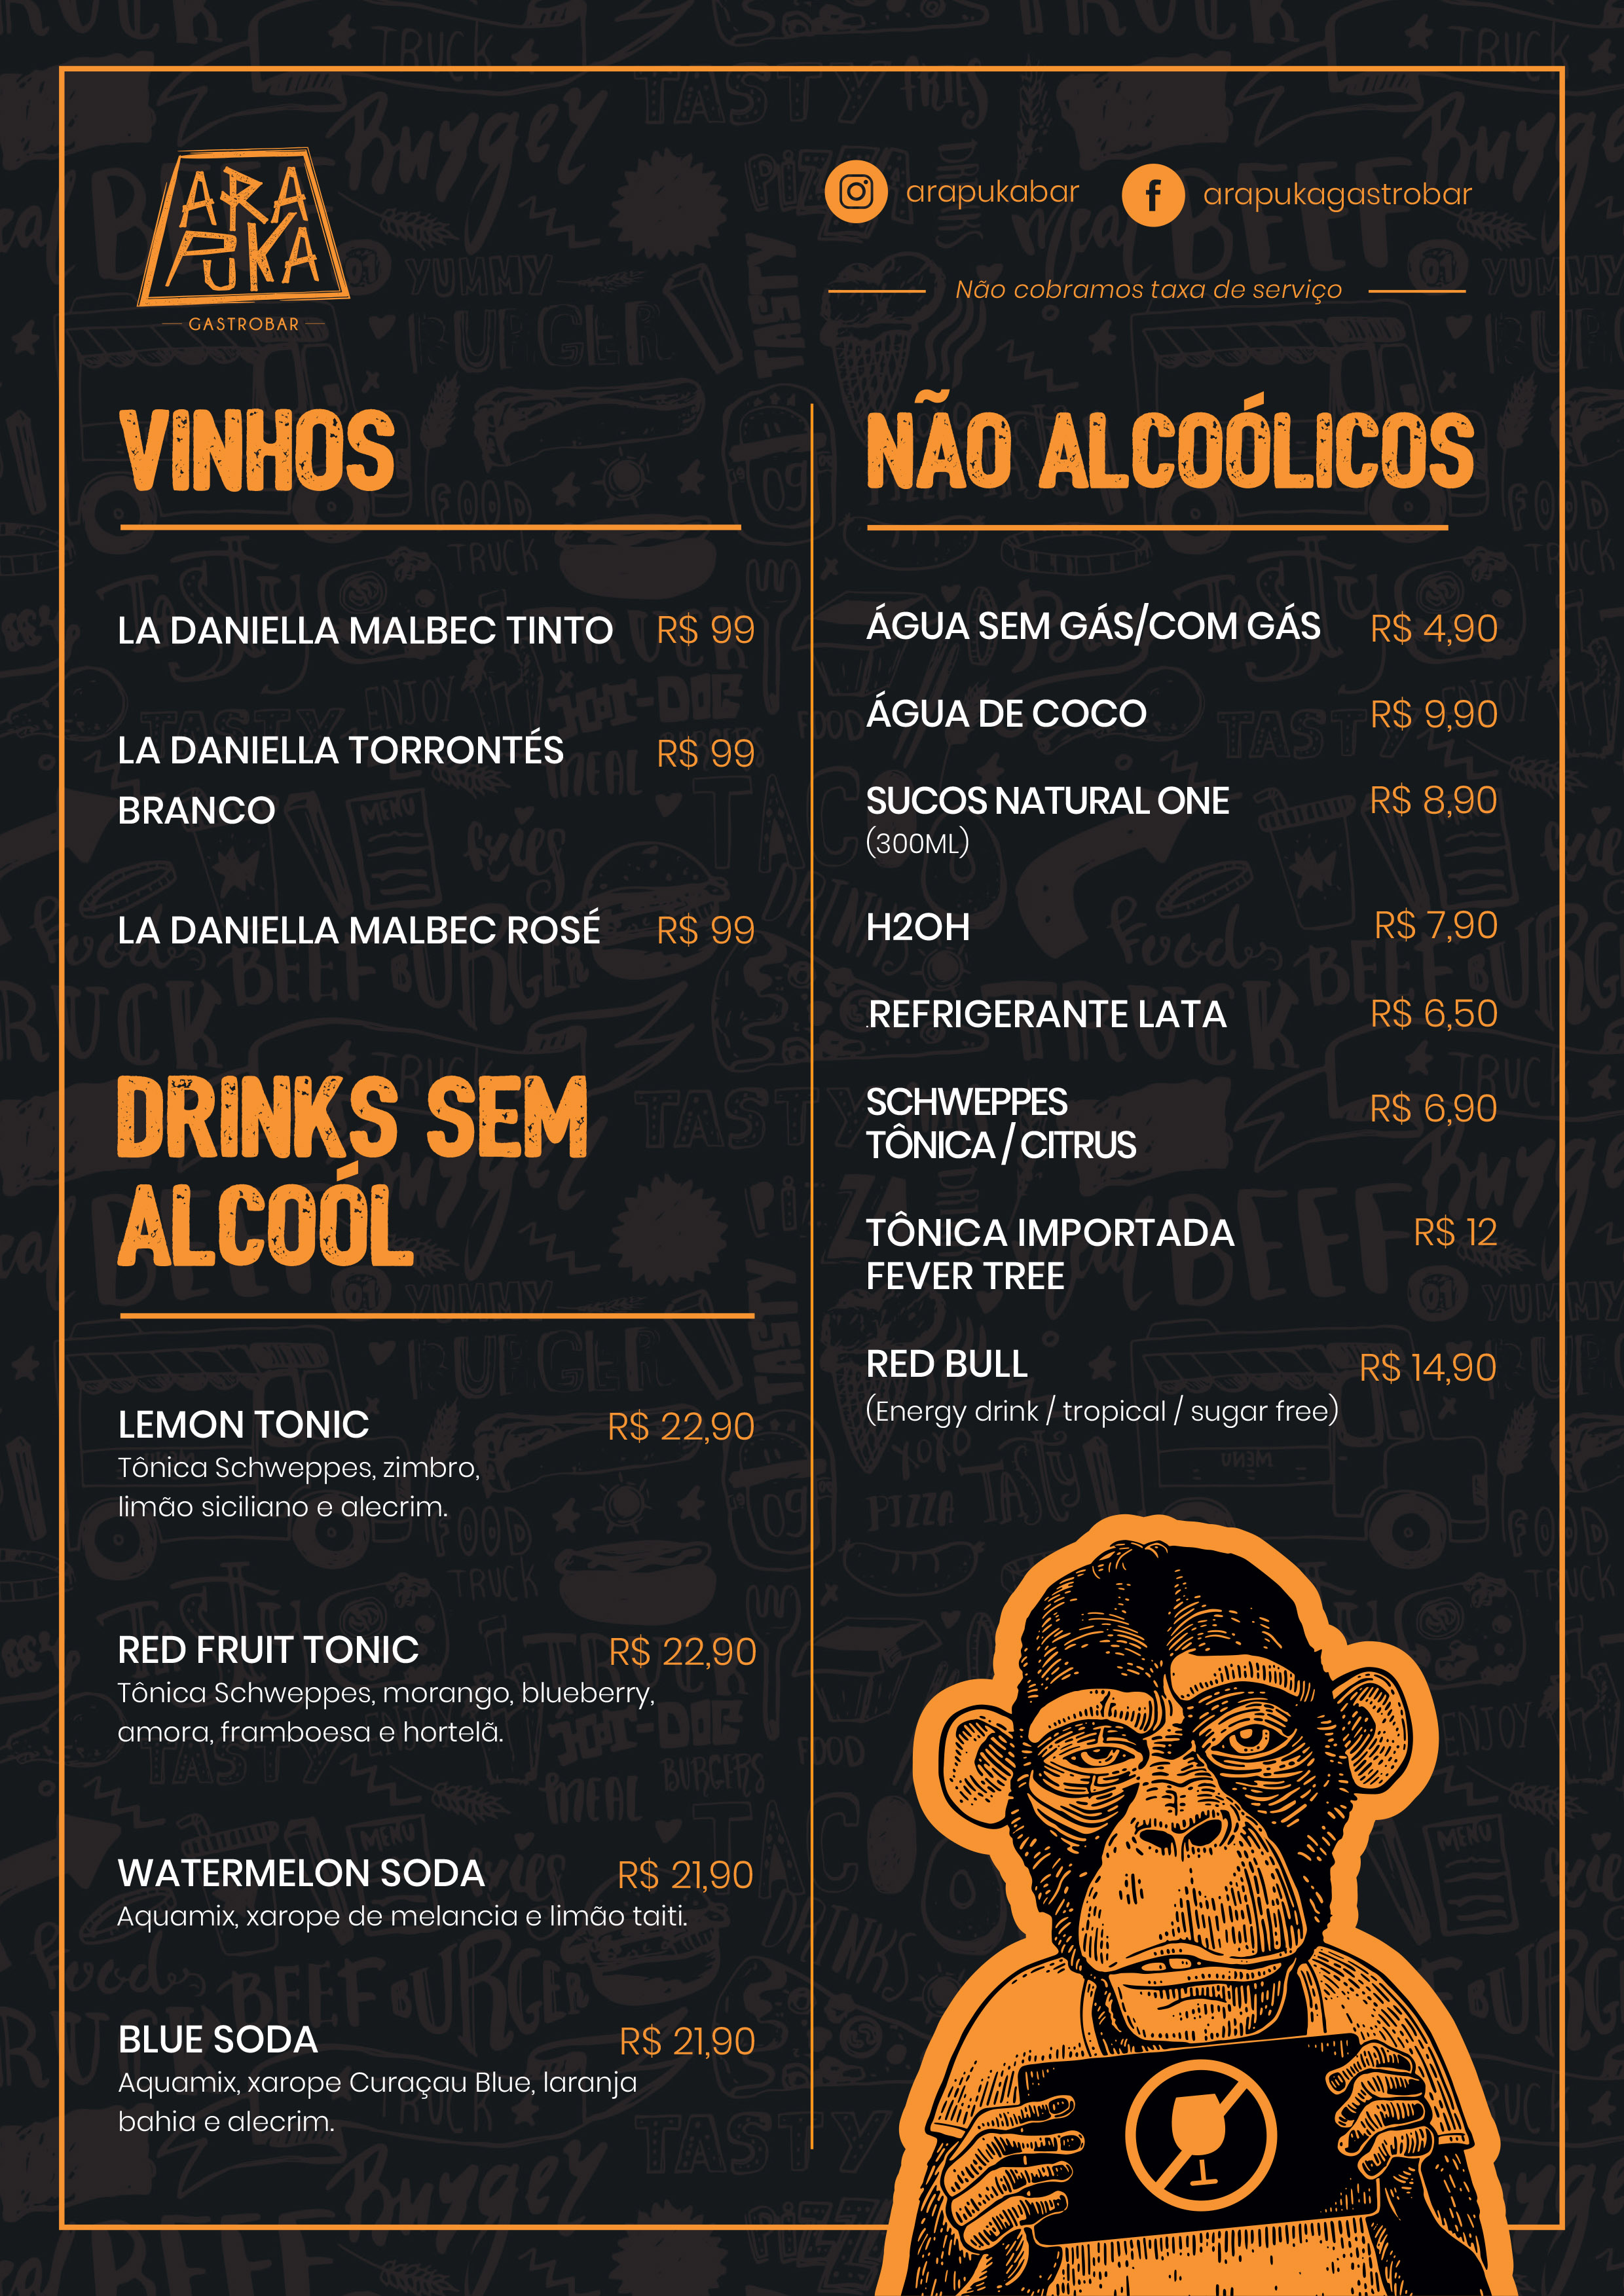 ARA
PUKÁ
GASTROBAR
arapukabar
arapukagastrobar
Não cobramos taxa de serviço
VINHOS
LA DANIELLA MALBEC TINTO R$ 99
LA DANIELLA TORRONTÉS R$ 99
BRANCO
LA DANIELLA MALBEC ROSÉ R$ 99
DRINKS SEM
ALCOÓL
LEMON TONIC R$ 22,90
Tônica Schweppes, zimbro,
limão siciliano e alecrim.
RED FRUIT TONIC R$ 22,90
Tônica Schweppes, morango, blueberry,
amora, framboesa e hortelã.
WATERMELON SODA R$ 21,90
Aquamix, xarope de melancia e limão taiti.
BLUE SODA R$ 21,90
Aquamix, xarope Curaçau Blue, laranja
bahia e alecrim.
NÃO ALCOÓLICOS
ÁGUA SEM GÁS/COM GÁS R$ 4,90
ÁGUA DE COCO R$ 9,90
SUCOS NATURAL ONE R$ 8,90
(300ML)
H2OH R$ 7,90
.REFRIGERANTE LATA R$ 6,50
SCHWEPPES R$ 6,90
TÔNICA / CITRUS
TÔNICA IMPORTADA R$ 12
FEVER TREE
RED BULL R$ 14,90
(Energy drink / tropical / sugar free)